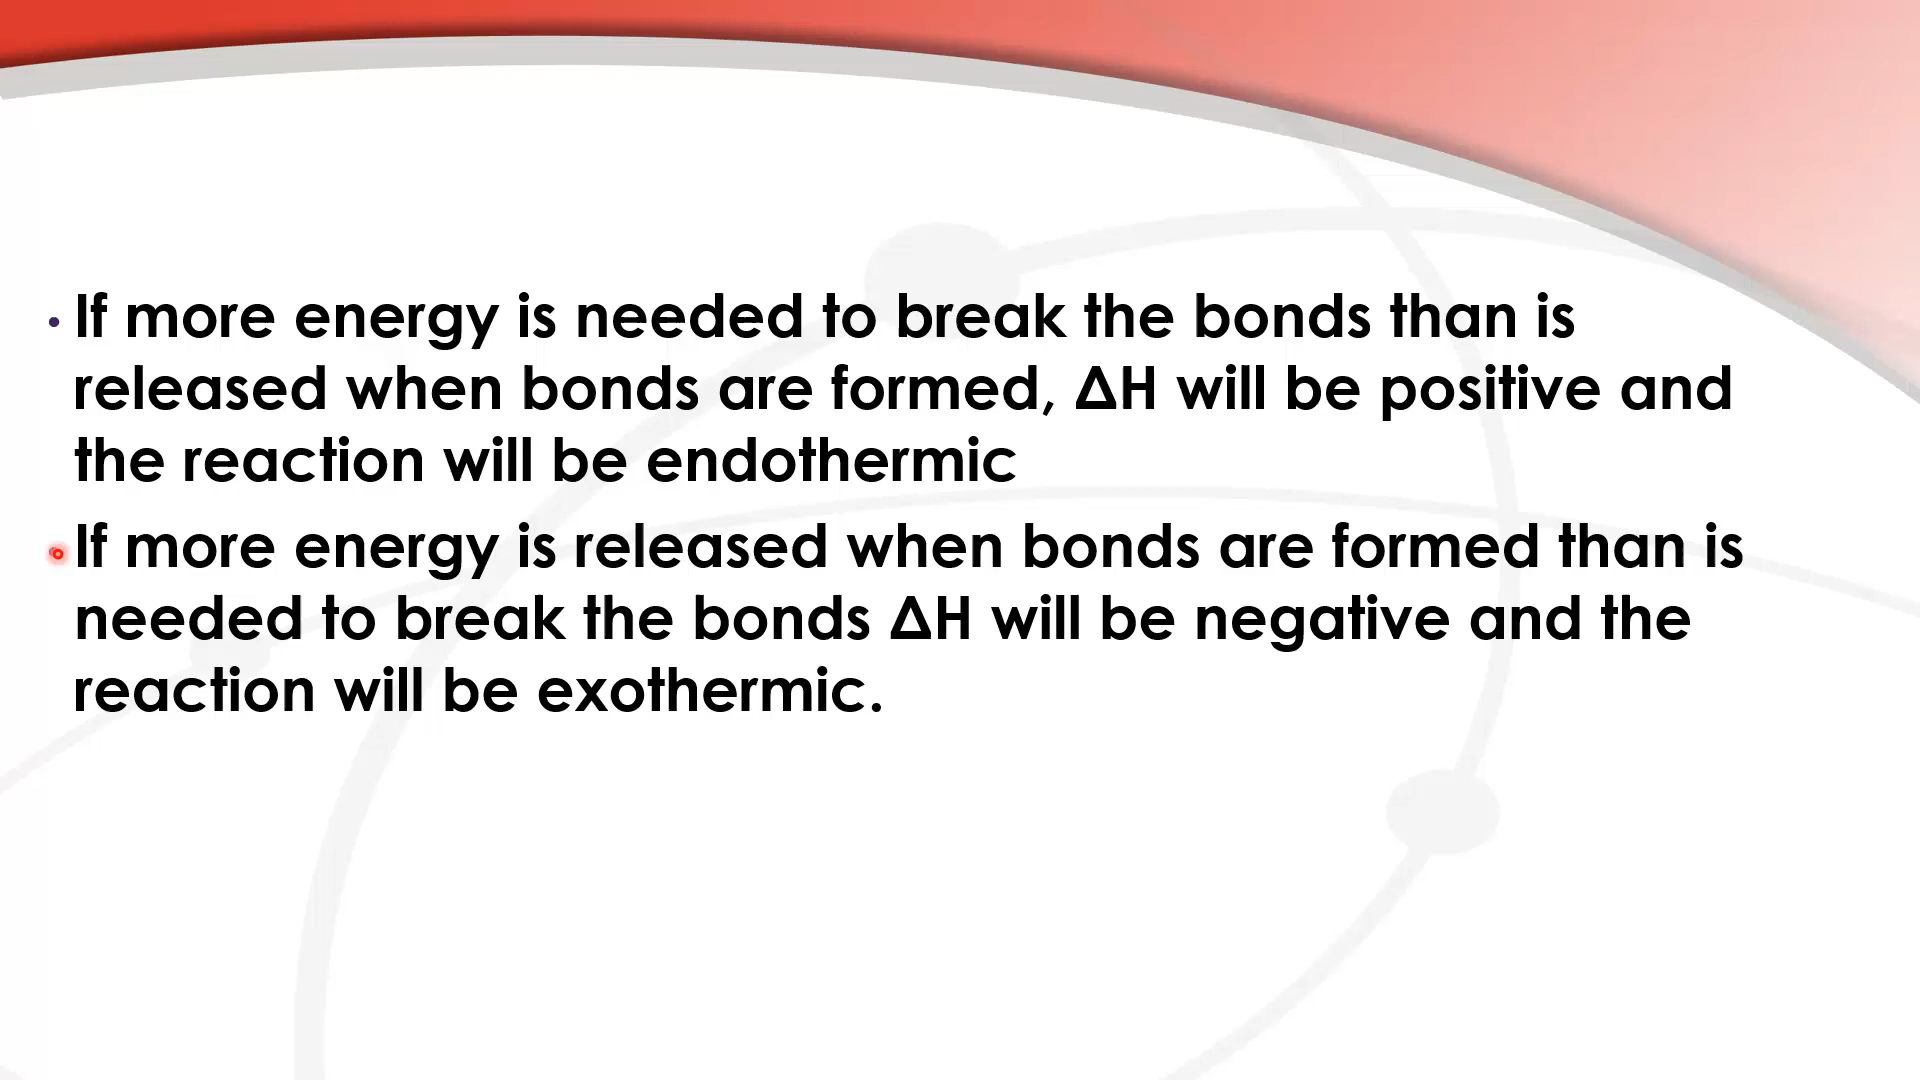 • If more energy is needed to break the bonds than is
released when bonds are formed, ΔH will be positive and
the reaction will be endothermic
• If more energy is released when bonds are formed than is
needed to break the bonds ΔH will be negative and the
reaction will be exothermic.